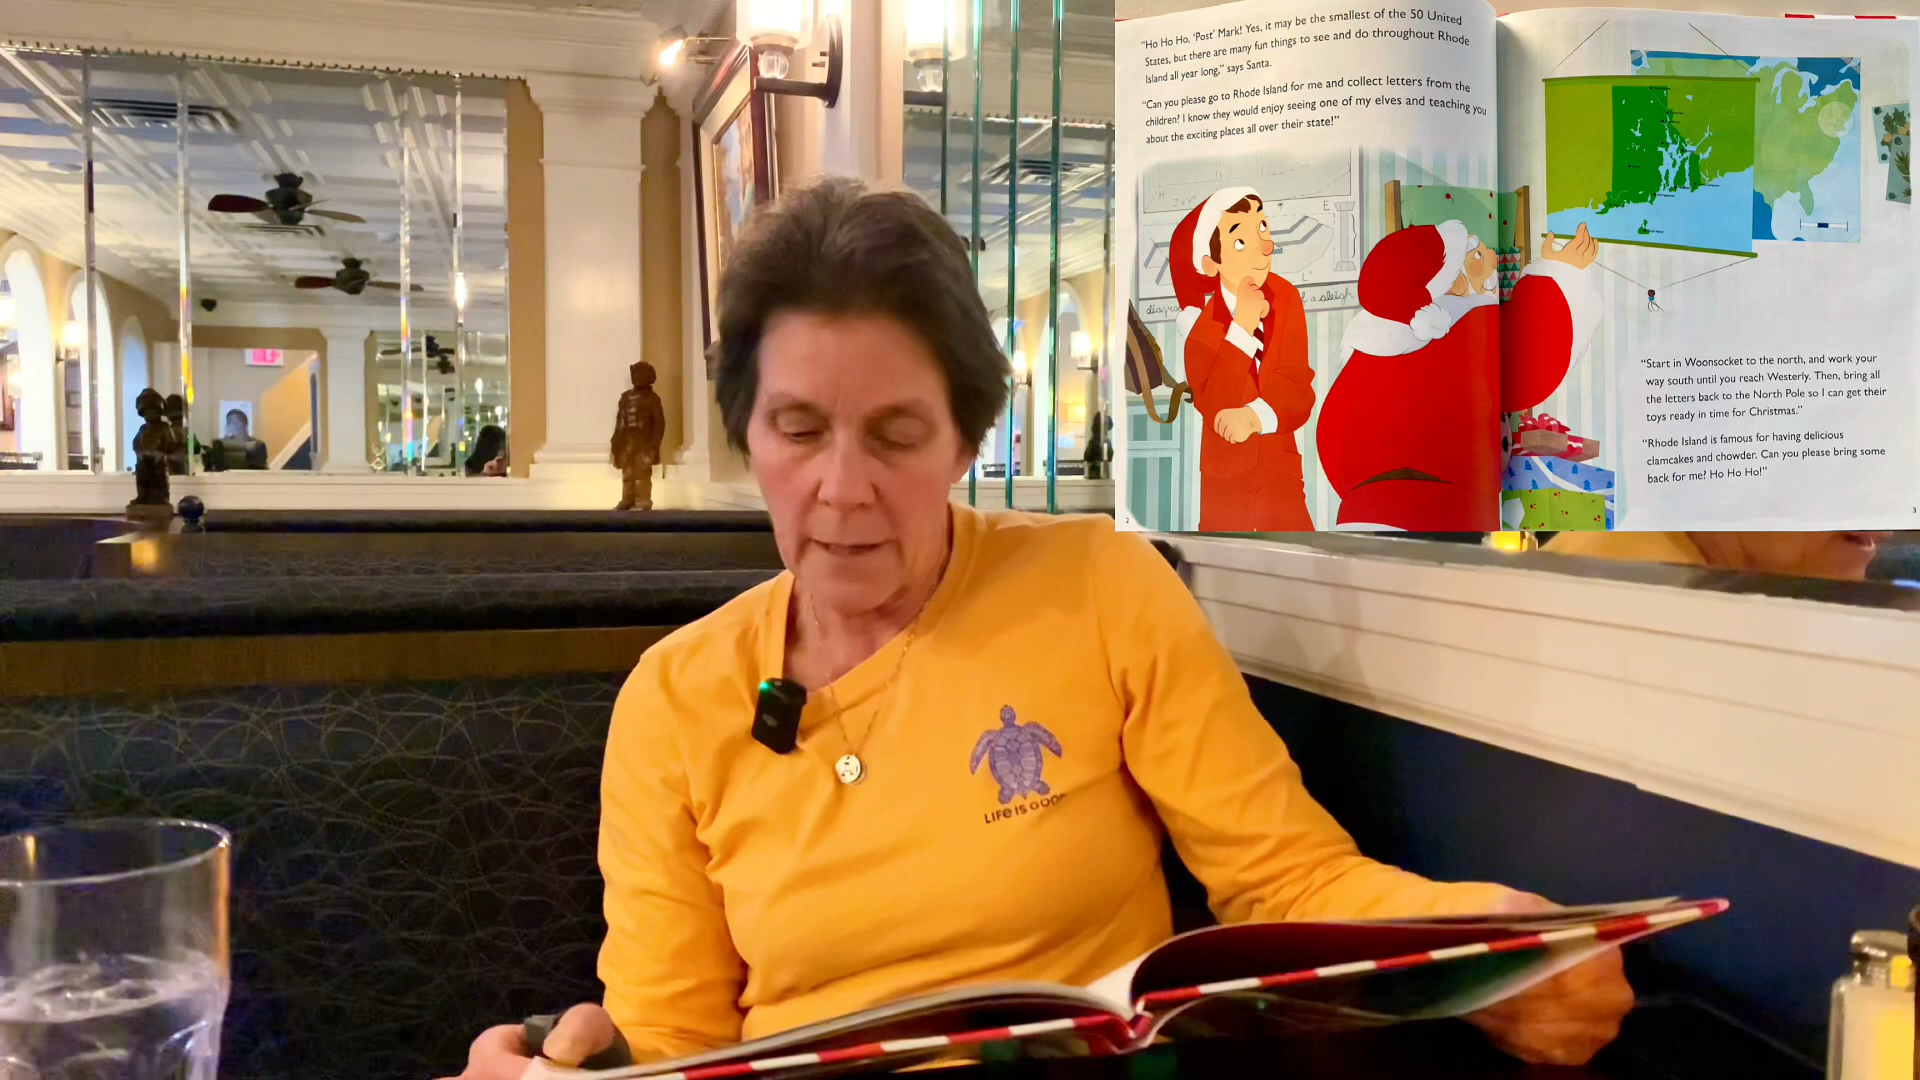 "Ho Ho Ho, 'Post' Mark! Yes, it may be the smallest of the 50 United
States, but there are many fun things to see and do throughout Rhode
Island all year long," says Santa.
"Can you please go to Rhode Island for me and collect letters from the
children? I know they would enjoy seeing one of my elves and teaching you
about the exciting places all over their state!"
H
E
L
diagra
of a sleigh
2
"Start in Woonsocket to the north, and work your
way south until you reach Westerly. Then, bring all
the letters back to the North Pole so I can get their
toys ready in time for Christmas."
"Rhode Island is famous for having delicious
clamcakes and chowder. Can you please bring some
back for me? Ho Ho Ho!"
3
LIFE IS GOOD